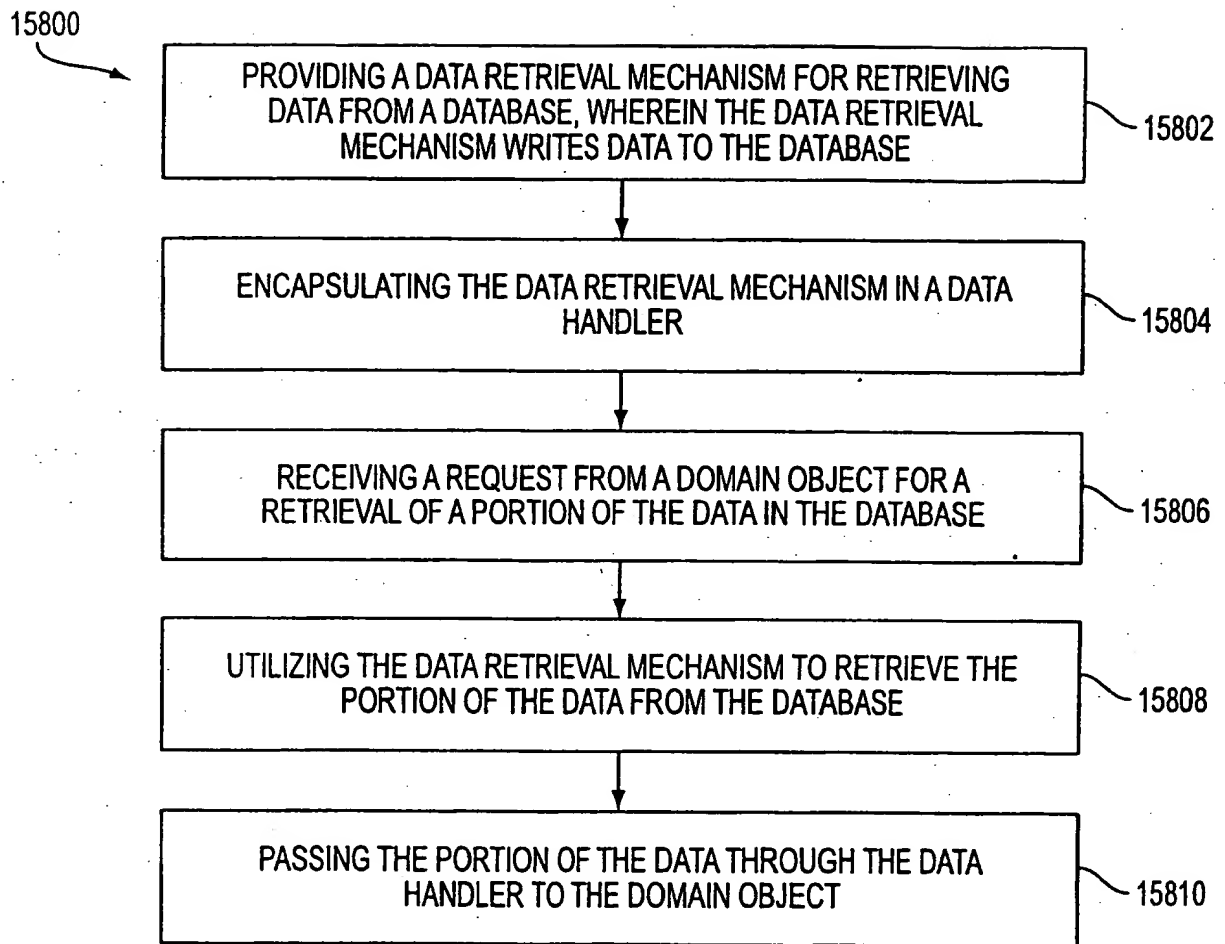 15800
PROVIDING A DATA RETRIEVAL MECHANISM FOR RETRIEVING
DATA FROM A DATABASE, WHEREIN THE DATA RETRIEVAL
MECHANISM WRITES DATA TO THE DATABASE
15802
ENCAPSULATING THE DATA RETRIEVAL MECHANISM IN A DATA
HANDLER
15804
RECEIVING A REQUEST FROM A DOMAIN OBJECT FOR A
RETRIEVAL OF A PORTION OF THE DATA IN THE DATABASE
15806
UTILIZING THE DATA RETRIEVAL MECHANISM TO RETRIEVE THE
PORTION OF THE DATA FROM THE DATABASE
15808
PASSING THE PORTION OF THE DATA THROUGH THE DATA
HANDLER TO THE DOMAIN OBJECT
15810